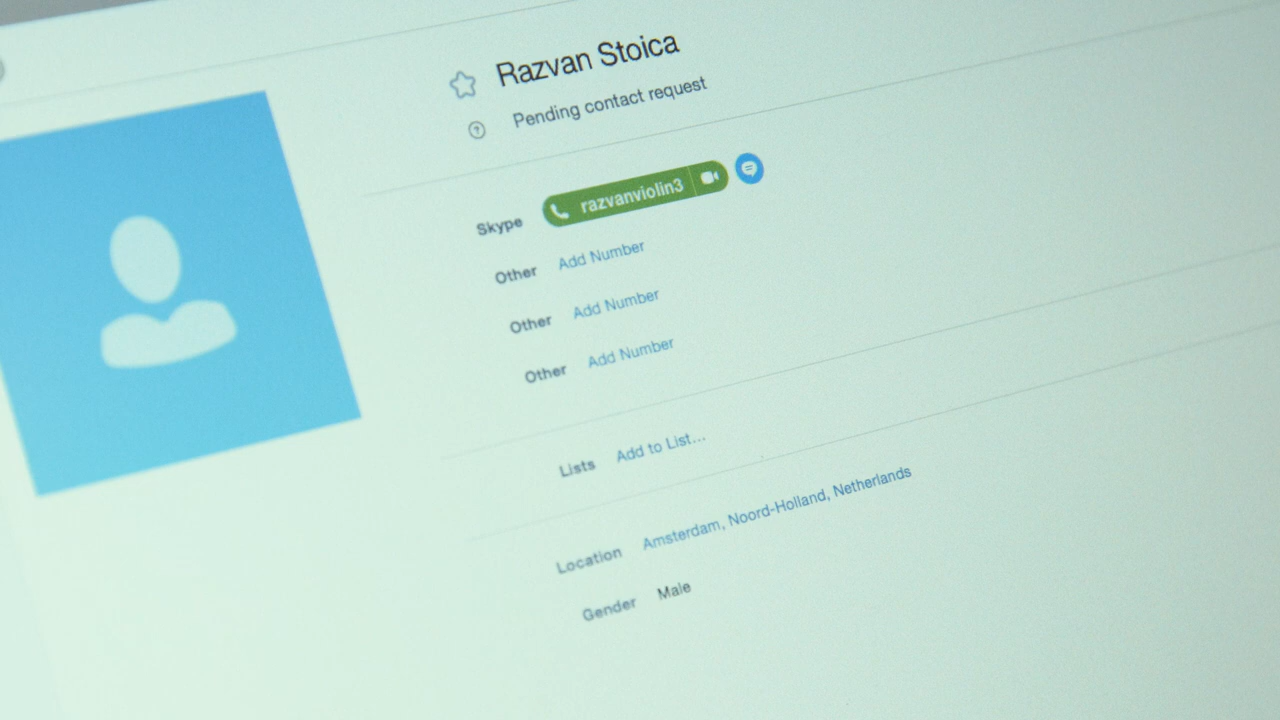 Razvan Stoica
Pending contact request
Skype razvanviolin3
Other Add Number
Other Add Number
Other Add Number
Lists Add to List...
Location Amsterdam, Noord-Holland, Netherlands
Gender Male